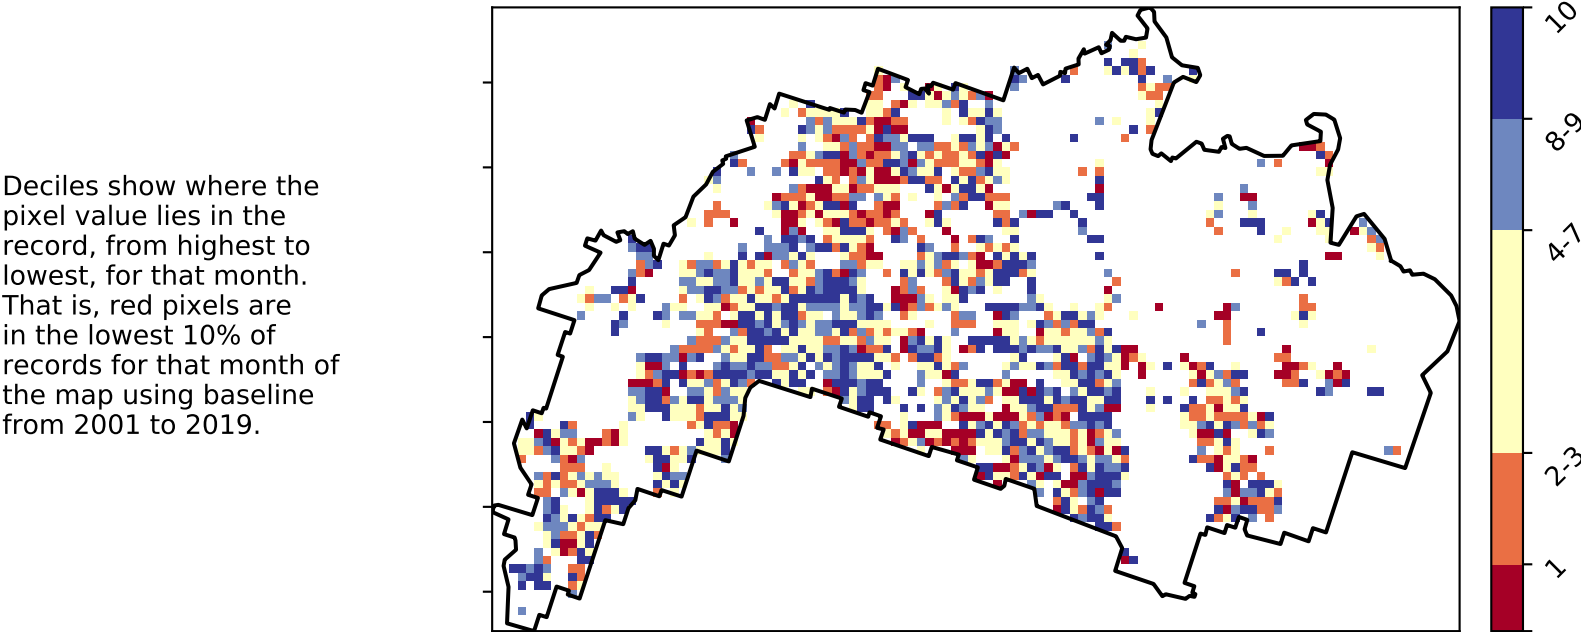 Deciles show where the
pixel value lies in the
record, from highest to
lowest, for that month.
That is, red pixels are
in the lowest 10% of
records for that month of
the map using baseline
from 2001 to 2019.
10
8-9
4-7
2-3
1